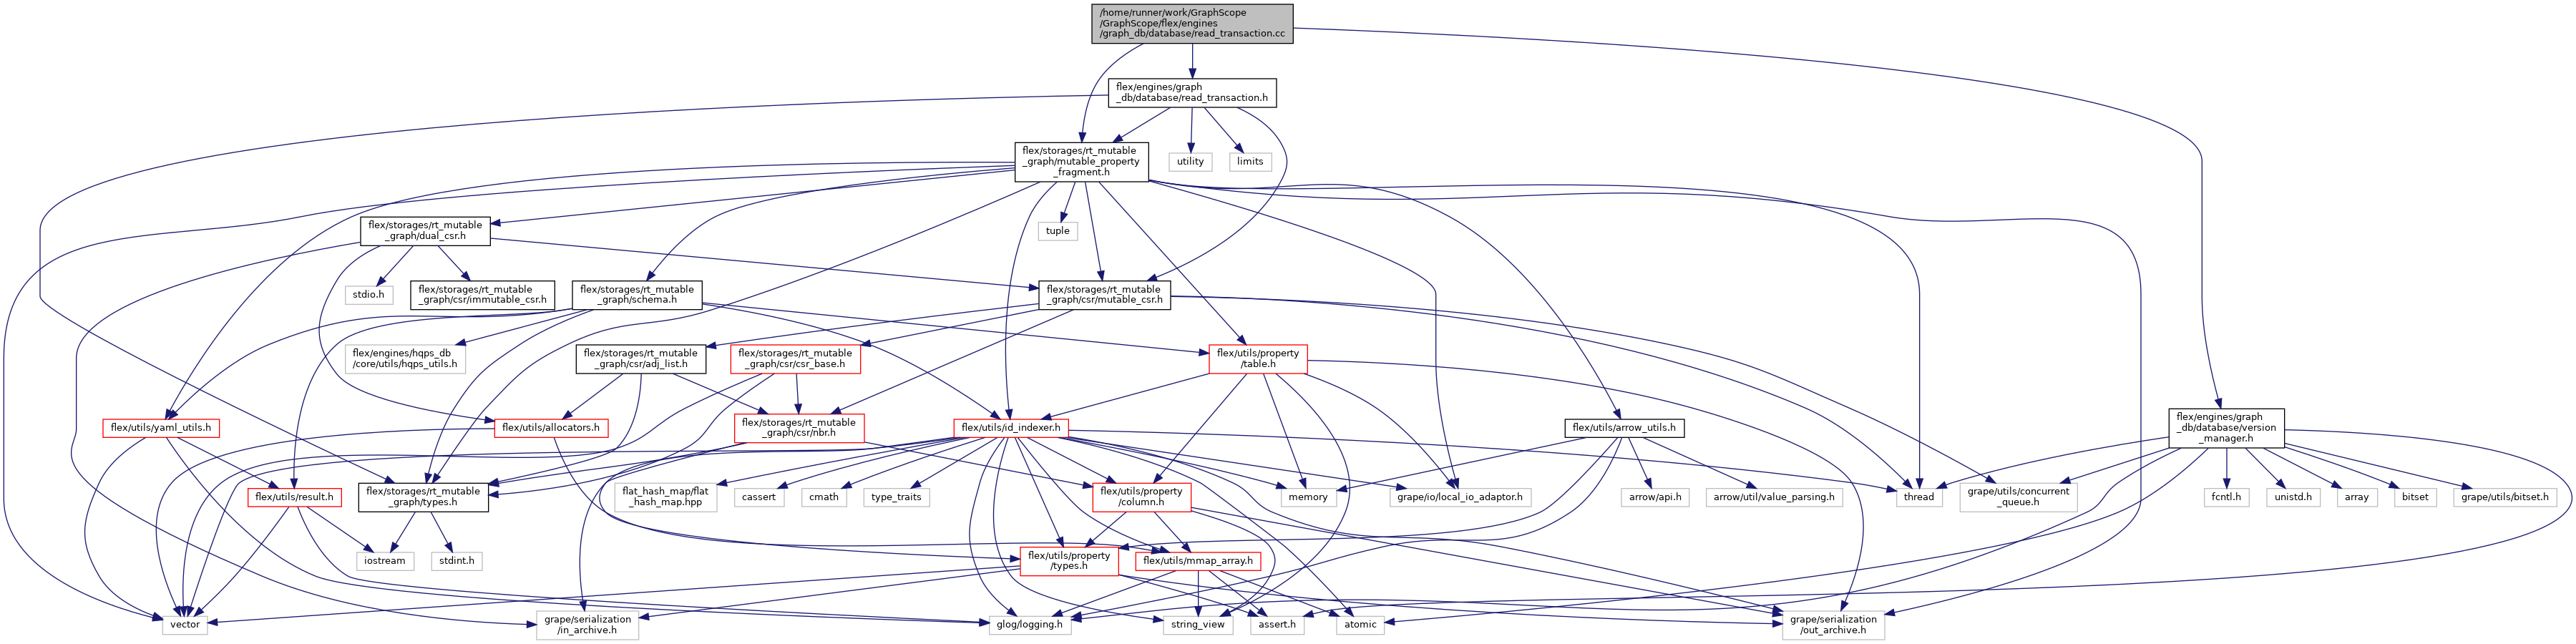 /home/runner/work/GraphScope
/GraphScope/flex/engines
/graph_db/database/read_transaction.cc
flex/engines/graph
_db/database/read_transaction.h
flex/storages/rt_mutable
_graph/mutable_property
_fragment.h
utility
limits
flex/storages/rt_mutable
_graph/dual_csr.h
tuple
stdio.h
flex/storages/rt_mutable
_graph/csr/immutable_csr.h
flex/storages/rt_mutable
_graph/schema.h
flex/storages/rt_mutable
_graph/csr/mutable_csr.h
flex/engines/hqps_db
/core/utils/hqps_utils.h
flex/storages/rt_mutable
_graph/csr/adj_list.h
flex/storages/rt_mutable
_graph/csr/csr_base.h
flex/utils/property
/table.h
flex/utils/yaml_utils.h
flex/utils/allocators.h
flex/storages/rt_mutable
_graph/csr/nbr.h
flex/utils/id_indexer.h
flex/utils/arrow_utils.h
flex/engines/graph
_db/database/version
_manager.h
flex/utils/result.h
flex/storages/rt_mutable
_graph/types.h
flat_hash_map/flat
_hash_map.hpp
cassert
cmath
type_traits
flex/utils/property
/column.h
memory
grape/io/local_io_adaptor.h
arrow/api.h
arrow/util/value_parsing.h
thread
grape/utils/concurrent
_queue.h
fcntl.h
unistd.h
array
bitset
grape/utils/bitset.h
iostream
stdint.h
flex/utils/property
/types.h
flex/utils/mmap_array.h
vector
grape/serialization
/in_archive.h
glog/logging.h
string_view
assert.h
atomic
grape/serialization
/out_archive.h